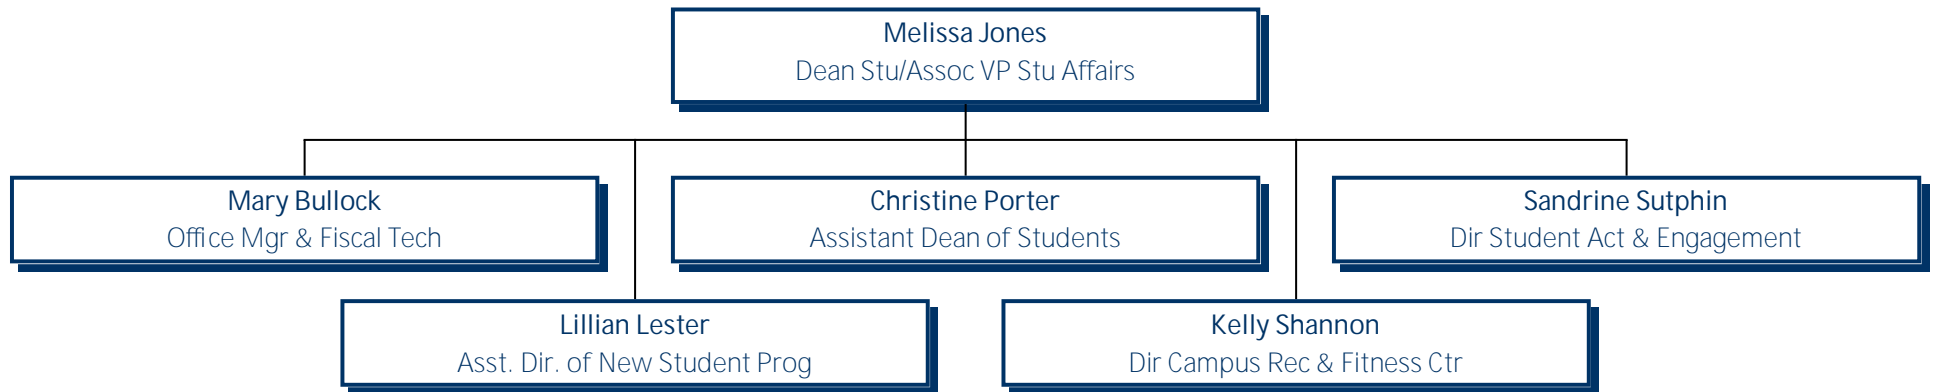 Melissa Jones
Dean Stu/Assoc VP Stu Affairs
Mary Bullock
Office Mgr & Fiscal Tech
Christine Porter
Assistant Dean of Students
Sandrine Sutphin
Dir Student Act & Engagement
Lillian Lester
Asst. Dir. of New Student Prog
Kelly Shannon
Dir Campus Rec & Fitness Ctr